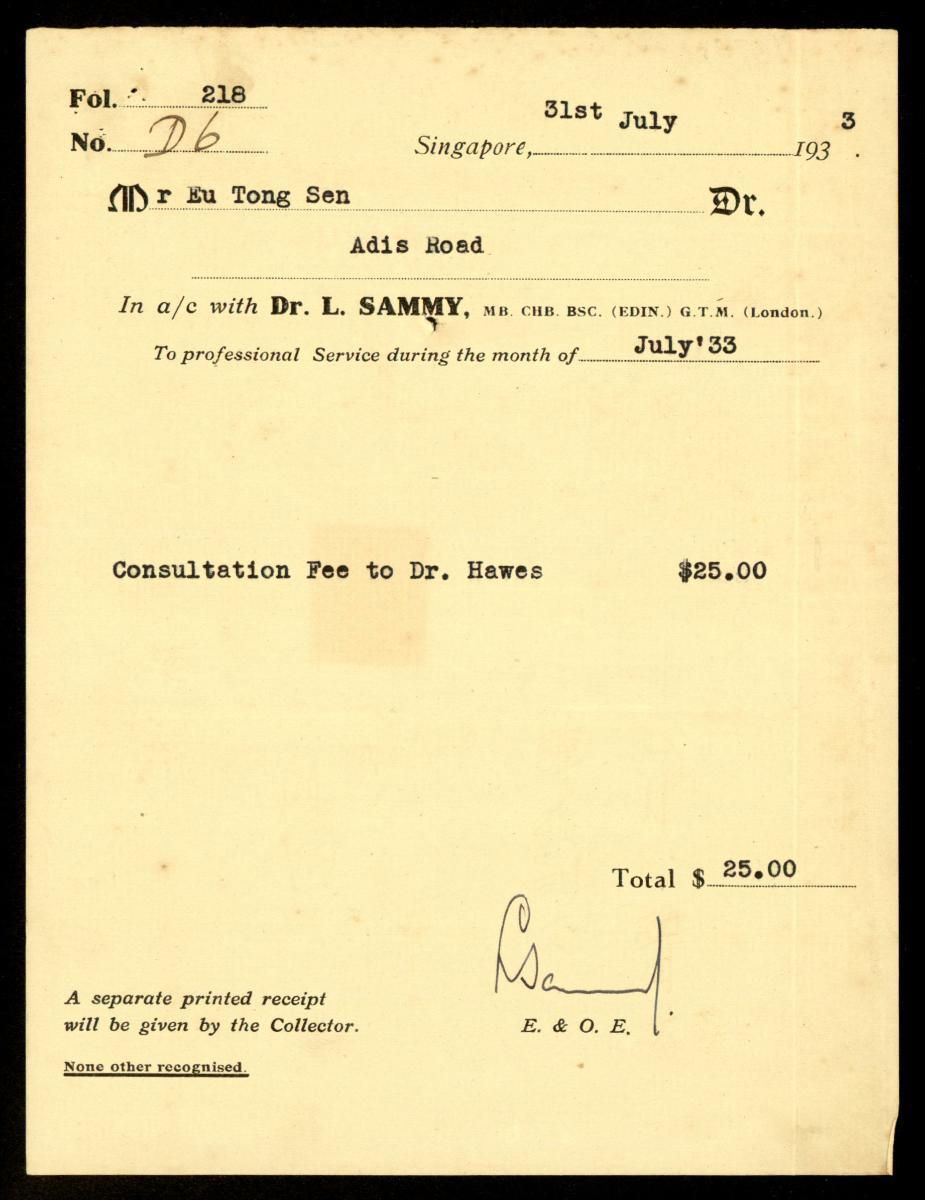 Fol. 218
31st July
No. D6
Singapore, 1933.
Mr Eu Tong Sen Dr.
Adis Road
In a/c with Dr. L. SAMMY, MB. CHB. BSC. (EDIN.) G.T.M. (London.)
To professional Service during the month of July'33
Consultation Fee to Dr. Hawes $25.00
Total $ 25.00
LSammy.
A separate printed receipt
will be given by the Collector.
E. & O. E.
None other recognised.